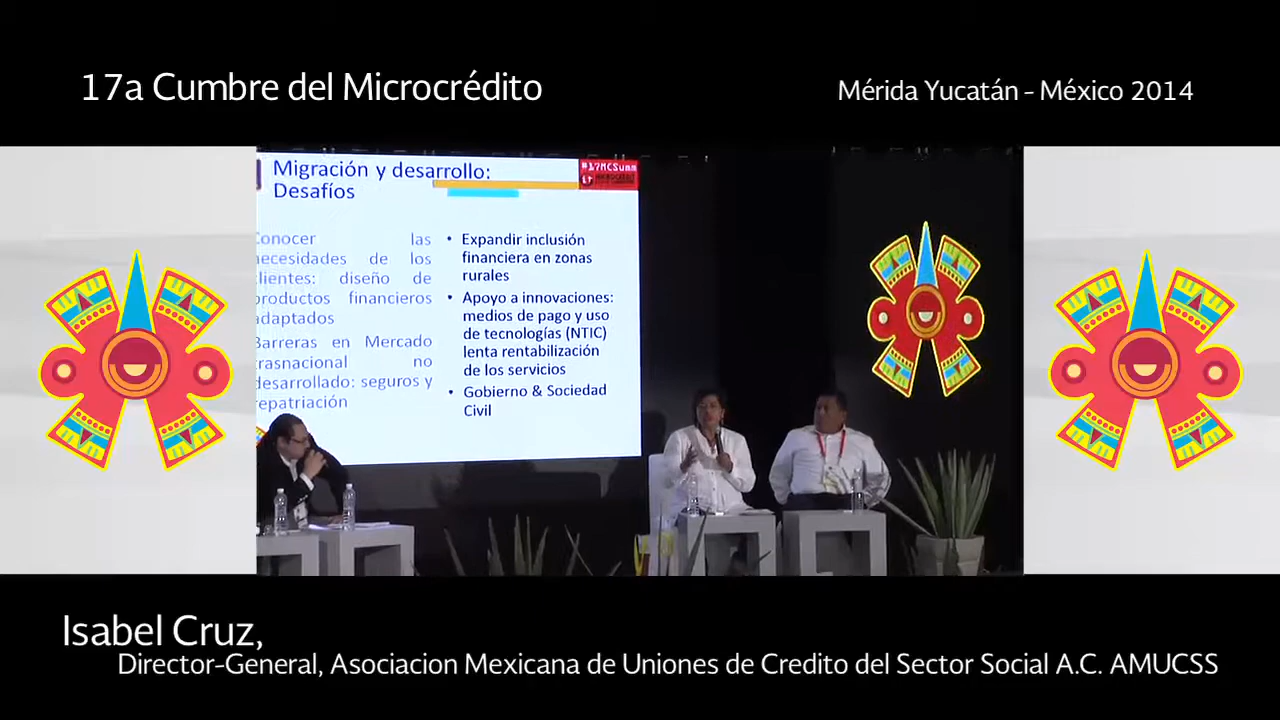 17a Cumbre del Microcrédito
Mérida Yucatán - México 2014
Migración y desarrollo:
Desafíos
#17MCSumm
las
necesidades de los
diseño de
productos financieros
adaptados
Barreras en Mercado
no
desarrollado: seguros y
repatriación
• Expandir inclusión
financiera en zonas
rurales
• Apoyo a innovaciones:
medios de pago y uso
de tecnologías (NTIC)
lenta rentabilización
de los servicios
• Gobierno & Sociedad
Civil
Isabel Cruz,
Director-General, Asociacion Mexicana de Uniones de Credito del Sector Social A.C. AMUCSS